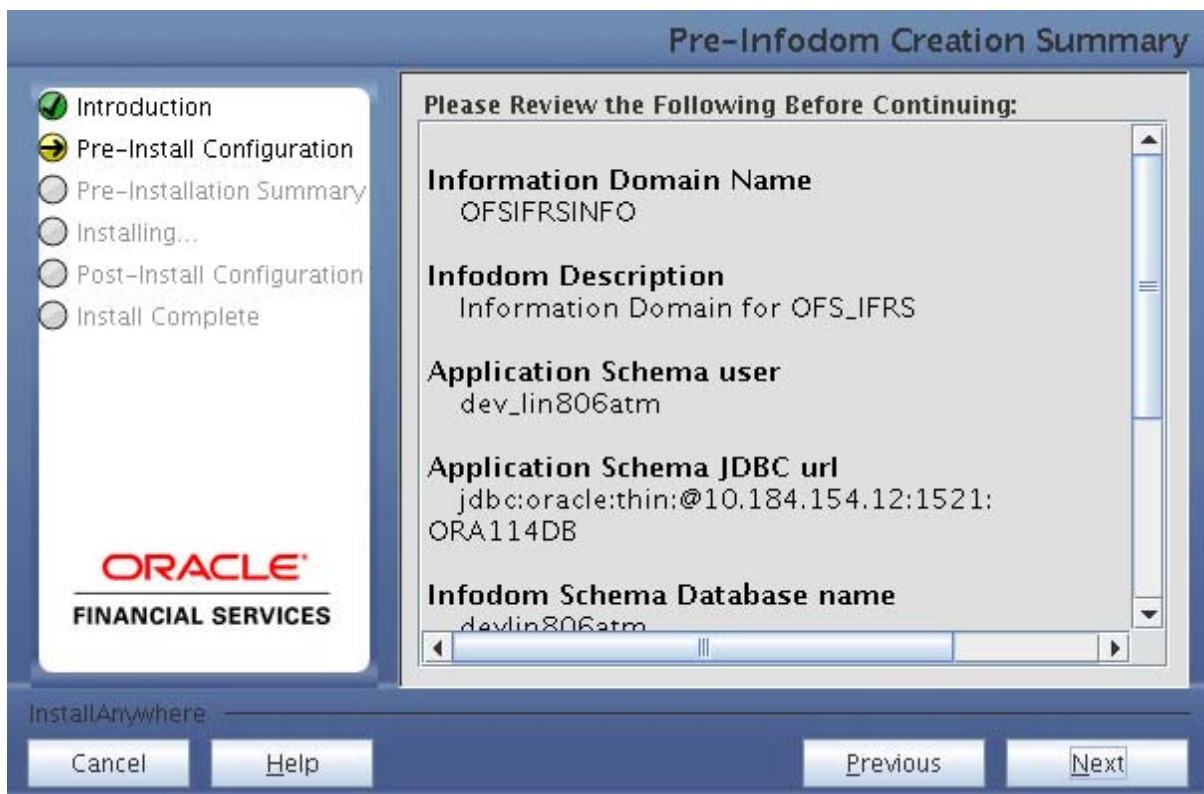 Pre-Infodom Creation Summary
Introduction
Pre-Install Configuration
Pre-Installation Summary
Installing...
Post-Install Configuration
Install Complete
ORACLE
FINANCIAL SERVICES
Please Review the Following Before Continuing:
Information Domain Name
OFSIFRSINFO
Infodom Description
Information Domain for OFS_IFRS
Application Schema user
dev_lin806atm
Application Schema JDBC url
jdbc:oracle:thin:@10.184.154.12:1521:
ORA114DB
Infodom Schema Database name
devlin806atm
InstallAnywhere
Cancel
Help
Previous
Next